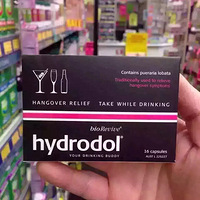 Contains pueraria lobata
Traditionally used to relieve
hangover symptoms
HANGOVER RELIEF TAKE WHILE DRINKING
bioRevive
hydrodol®
YOUR DRINKING BUDDY
16 capsules